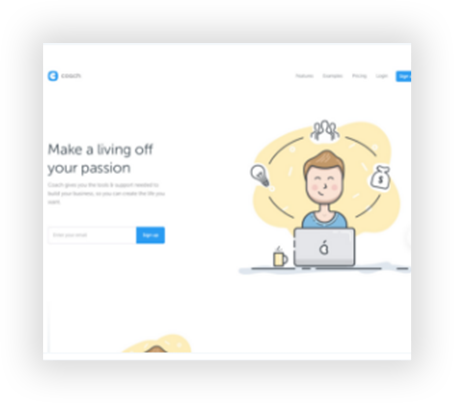 coach
Features Examples Pricing Login Sign
Make a living off
your passion
Coach gives you the tools & support needed to
build your business, so you can create the life you
want.
Enter your email
Sign up
$